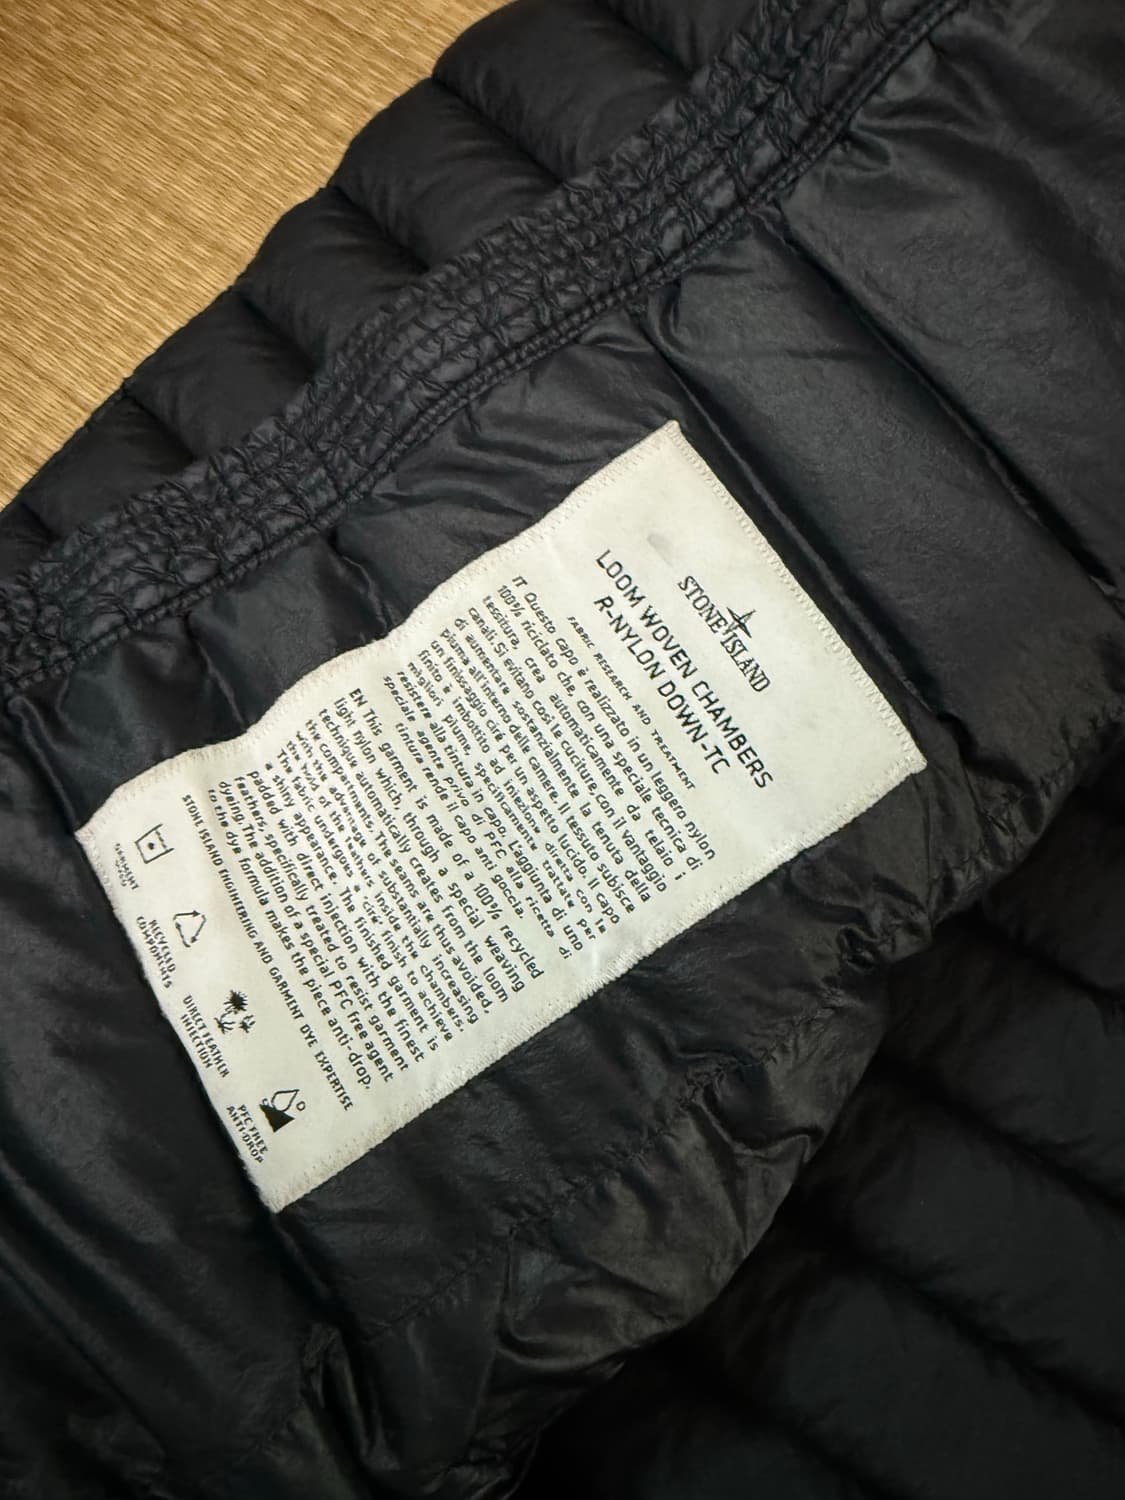 STONE ISLAND
LOOM WOVEN CHAMBERS
R-NYLON DOWN-TC
FABRIC RESEARCH AND TREATMENT
IT Questo capo è realizzato in un leggero nylon
100% riciclato che, con una speciale tecnica di
tessitura, crea automaticamente da telaio i
canali. Si evitano così le cuciture, con il vantaggio
di aumentare sostanzialmente la tenuta della
piuma all'interno delle camere. Il tessuto subisce
un finissaggio ciré per un aspetto lucido. Il capo
finito è imbottito ad iniezione diretta con le
migliori piume, specificamente trattate per
resistere alla tintura in capo. L'aggiunta di uno
speciale agente privo di PFC alla ricetta di
tintura rende il capo anti goccia.
EN This garment is made of a 100% recycled
light nylon which, through a special weaving
technique automatically creates from the loom
the compartments. The seams are thus avoided,
with the advantage of substantially increasing
the hold of the feathers inside the chambers.
The fabric undergoes a 'ciré' finish to achieve
a shiny appearance. The finished garment is
padded with direct injection with the finest
feathers, specifically treated to resist garment
dyeing. The addition of a special PFC free agent
to the dye formula makes the piece anti-drop.
STONE ISLAND ENGINEERING AND GARMENT DYE EXPERTISE
GARMENT
DYED
RECYCLED
COMPONENTS
DIRECT FEATHER
INJECTION
PFC FREE
ANTI-DROP